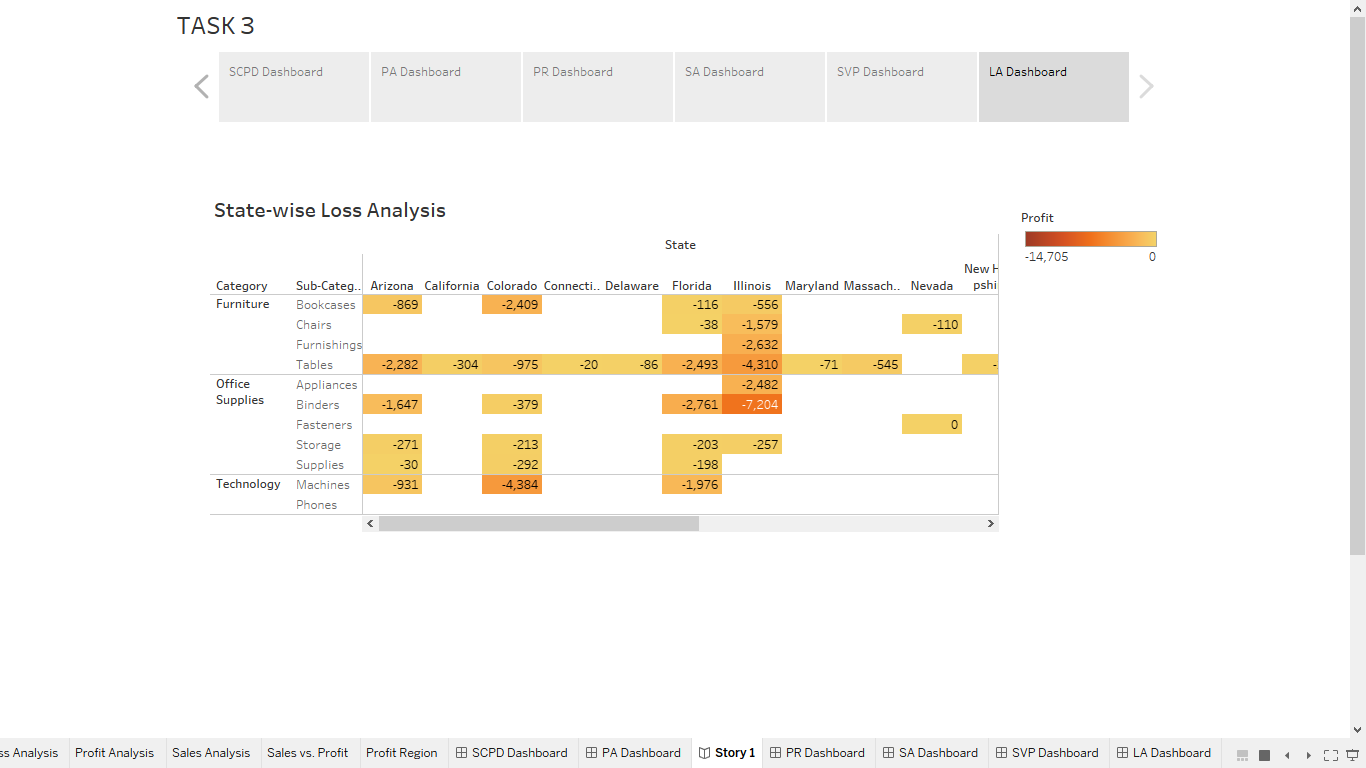 TASK 3
SCPD Dashboard PA Dashboard PR Dashboard SA Dashboard SVP Dashboard LA Dashboard
State-wise Loss Analysis
Profit
-14,705 0
State
Category Sub-Categ.. Arizona California Colorado Connecti.. Delaware Florida Illinois Maryland Massach.. Nevada New H
pshi
Furniture Bookcases -869 -2,409 -116 -556
Chairs -38 -1,579 -110
Furnishings -2,632
Tables -2,282 -304 -975 -20 -86 -2,493 -4,310 -71 -545 -
Office Supplies Appliances -2,482
Binders -1,647 -379 -2,761 -7,204
Fasteners 0
Storage -271 -213 -203 -257
Supplies -30 -292 -198
Technology Machines -931 -4,384 -1,976
Phones
ss Analysis Profit Analysis Sales Analysis Sales vs. Profit Profit Region SCPD Dashboard PA Dashboard Story 1 PR Dashboard SA Dashboard SVP Dashboard LA Dashboard